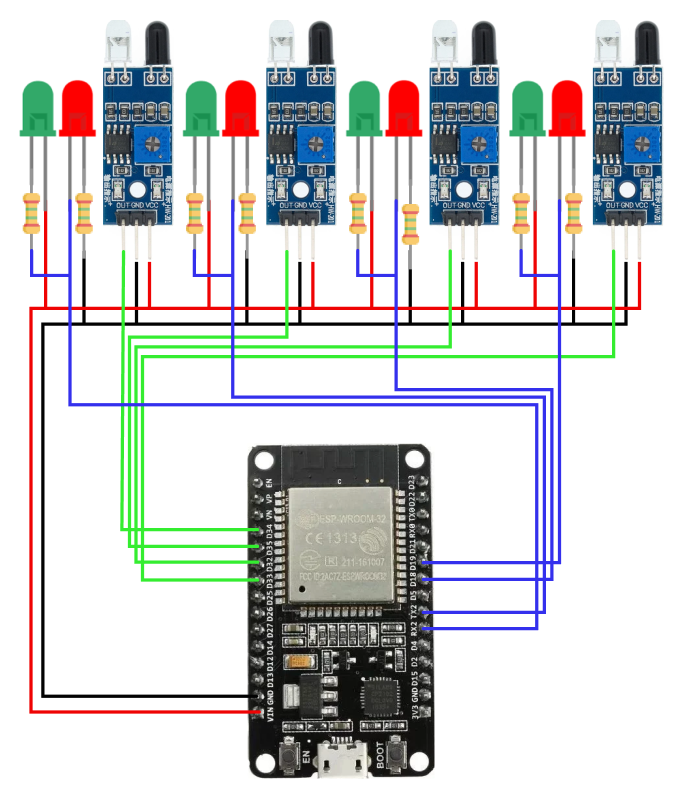 OUT GND VCC
OUT GND VCC
OUT GND VCC
OUT GND VCC
EN
VP
VN
D34
D35
D32
D33
D25
D26
D27
D14
D12
D13
GND
VIN
ESP-WROOM-32
CE1313
211-161007
FCC ID:2AC7Z-ESPWROOM32
D23
D22
TX0
RX0
D21
D19
D18
D5
TX2
RX2
D4
D2
D15
GND
3V3
EN
BOOT